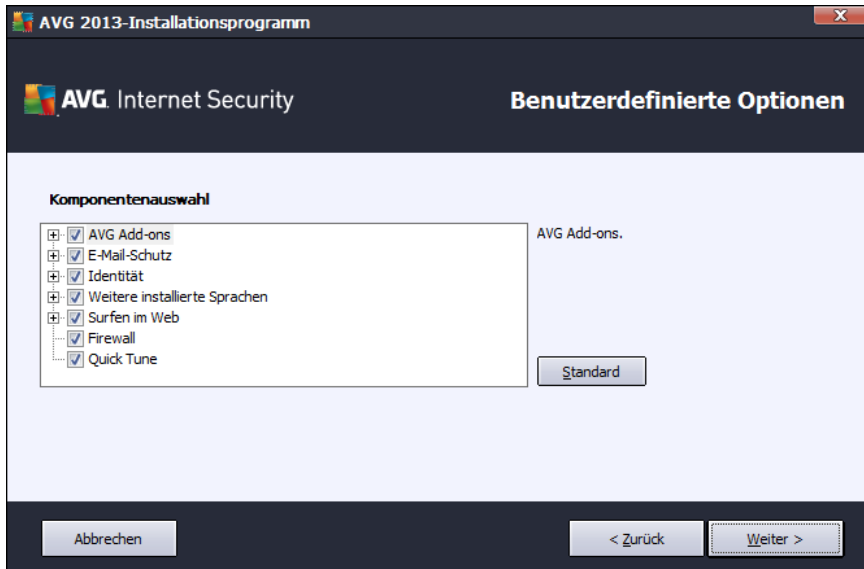 AVG 2013-Installationsprogramm
AVG. Internet Security
Benutzerdefinierte Optionen
Komponentenauswahl
AVG Add-ons
E-Mail-Schutz
Identität
Weitere installierte Sprachen
Surfen im Web
Firewall
Quick Tune
AVG Add-ons.
Standard
Abbrechen
< Zurück
Weiter >